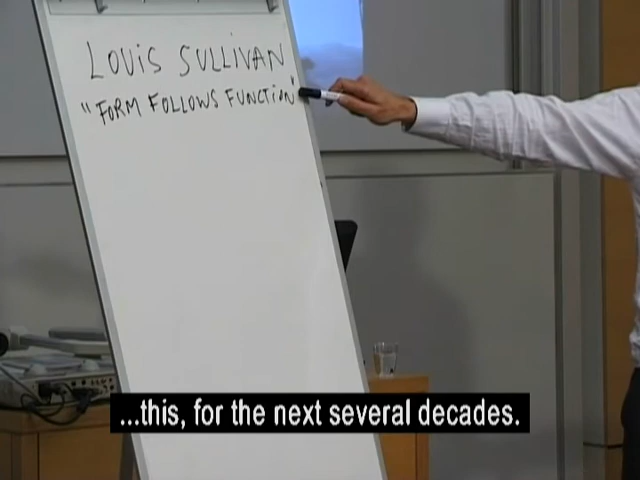 LOUIS SULLIVAN
"FORM FOLLOWS FUNCTION"
...this, for the next several decades.